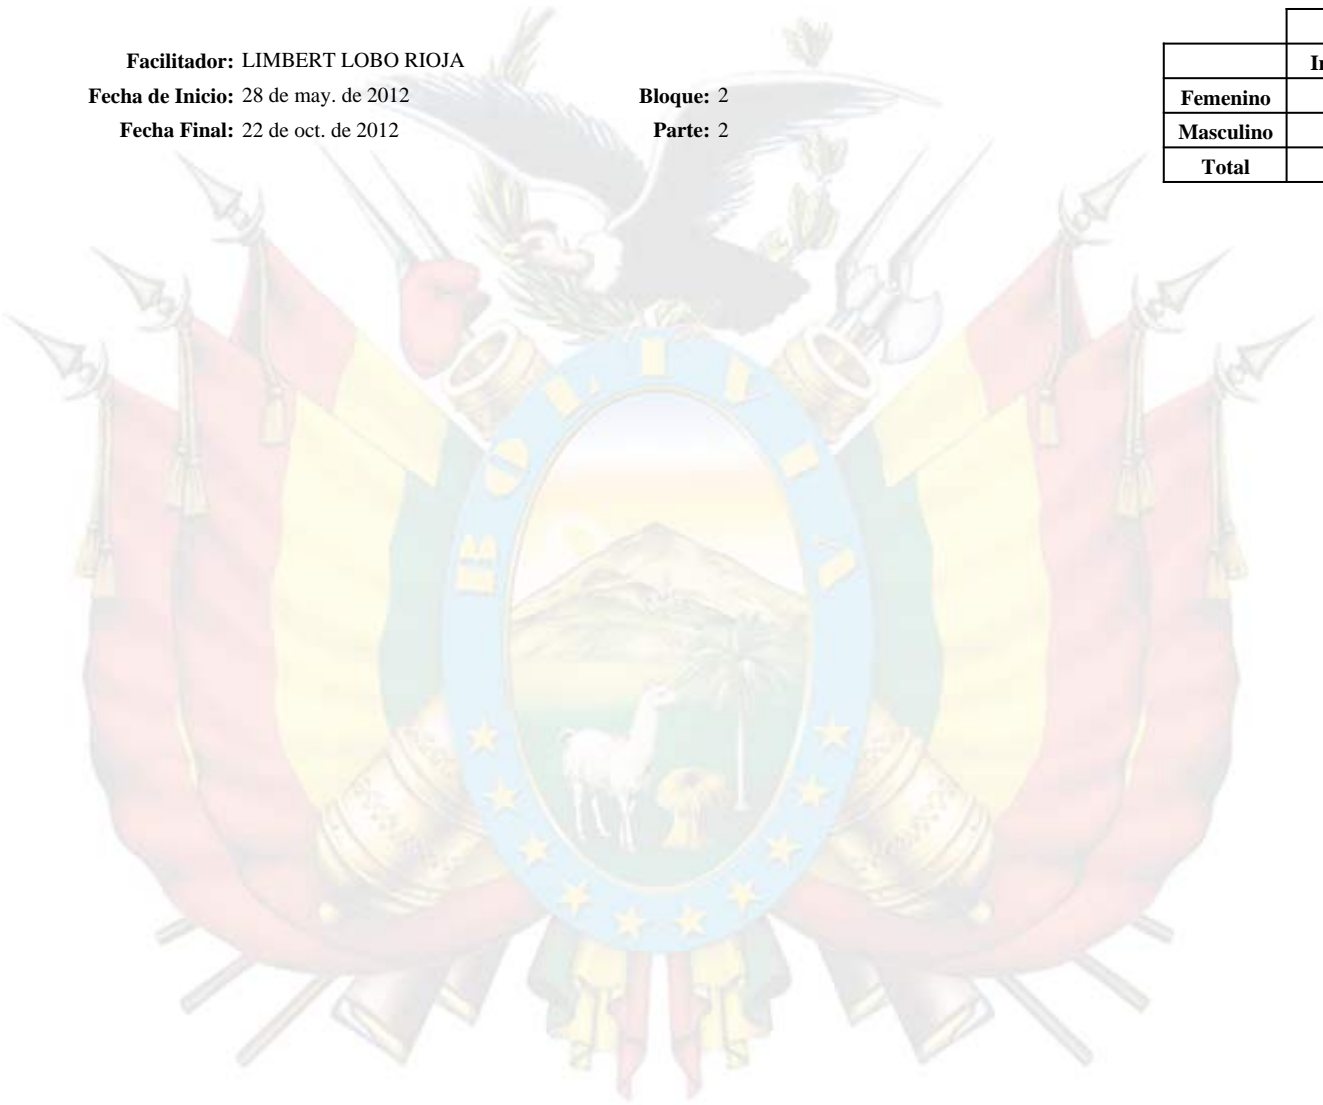 Facilitador: LIMBERT LOBO RIOJA
Fecha de Inicio: 28 de may. de 2012 Bloque: 2
Fecha Final: 22 de oct. de 2012 Parte: 2
Femenino
Masculino
Total
BOLIVIA